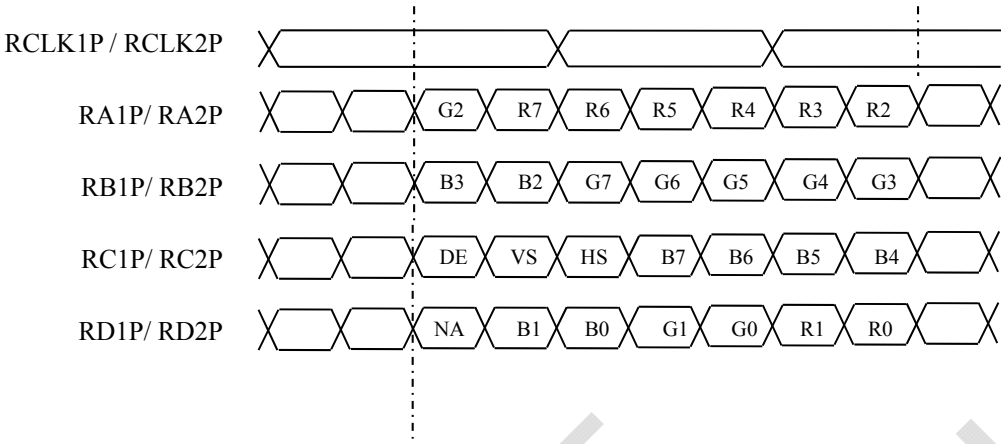 RCLK1P / RCLK2P
RA1P/ RA2P G2 R7 R6 R5 R4 R3 R2
RB1P/ RB2P B3 B2 G7 G6 G5 G4 G3
RC1P/ RC2P DE VS HS B7 B6 B5 B4
RD1P/ RD2P NA B1 B0 G1 G0 R1 R0